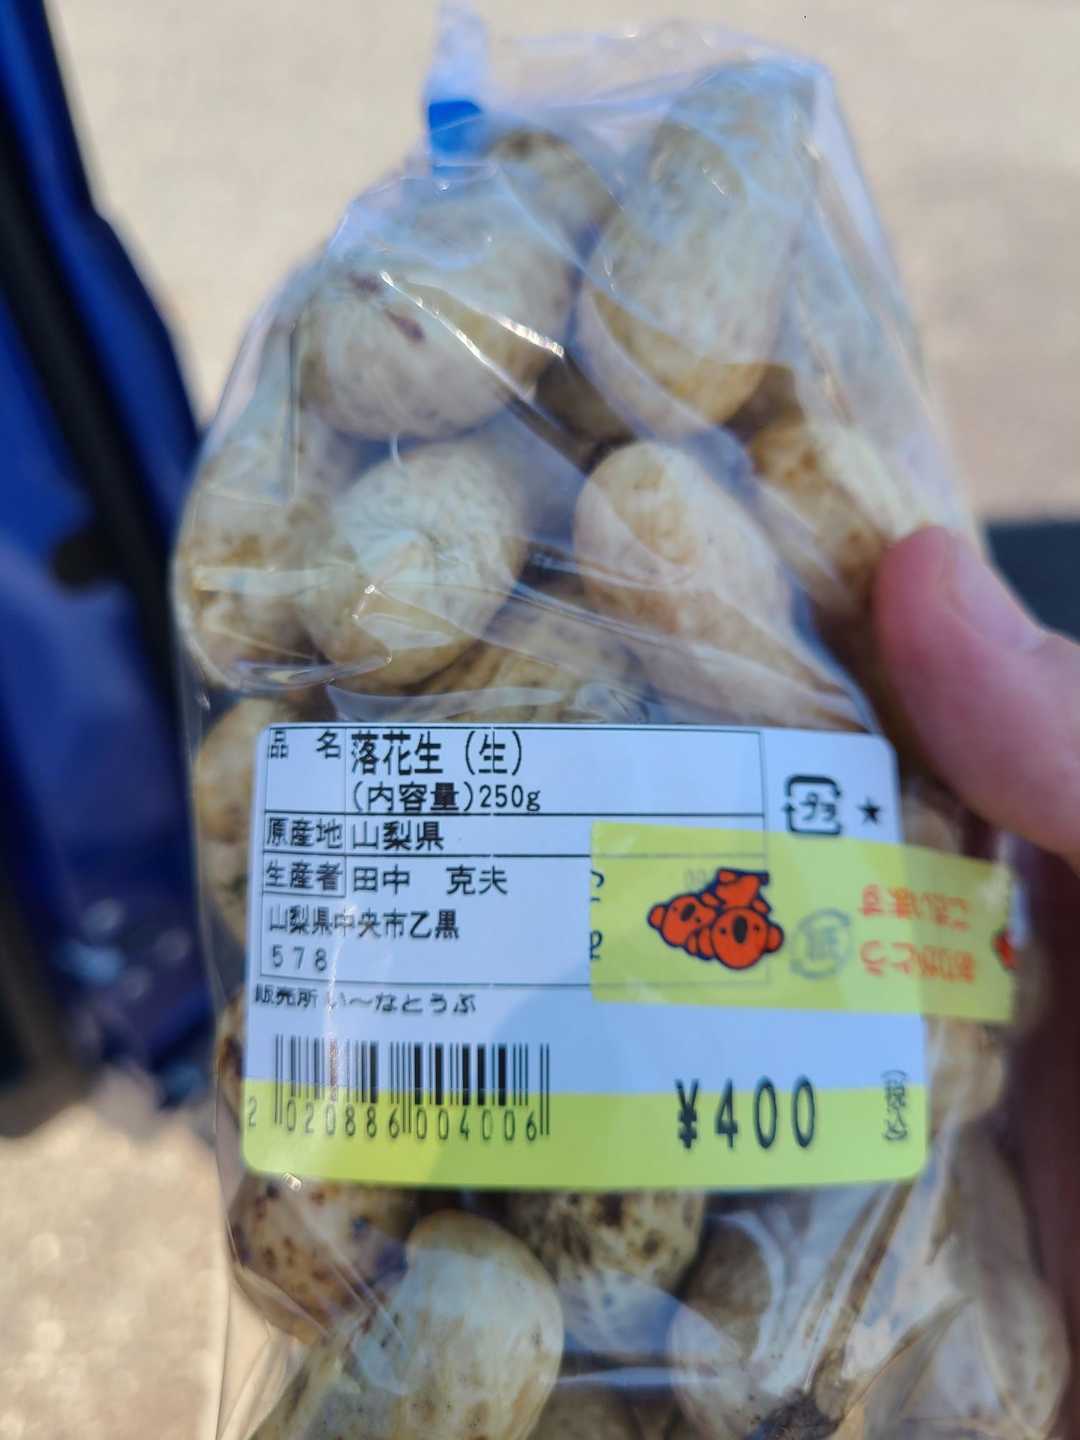 品 名 落花生(生)
(内容量)250g
原産地 山梨県
生産者 田中 克夫
山梨県中央市乙黒
578
販売所 い〜なとうぶ
プラ ★
2 020886 004006
¥400